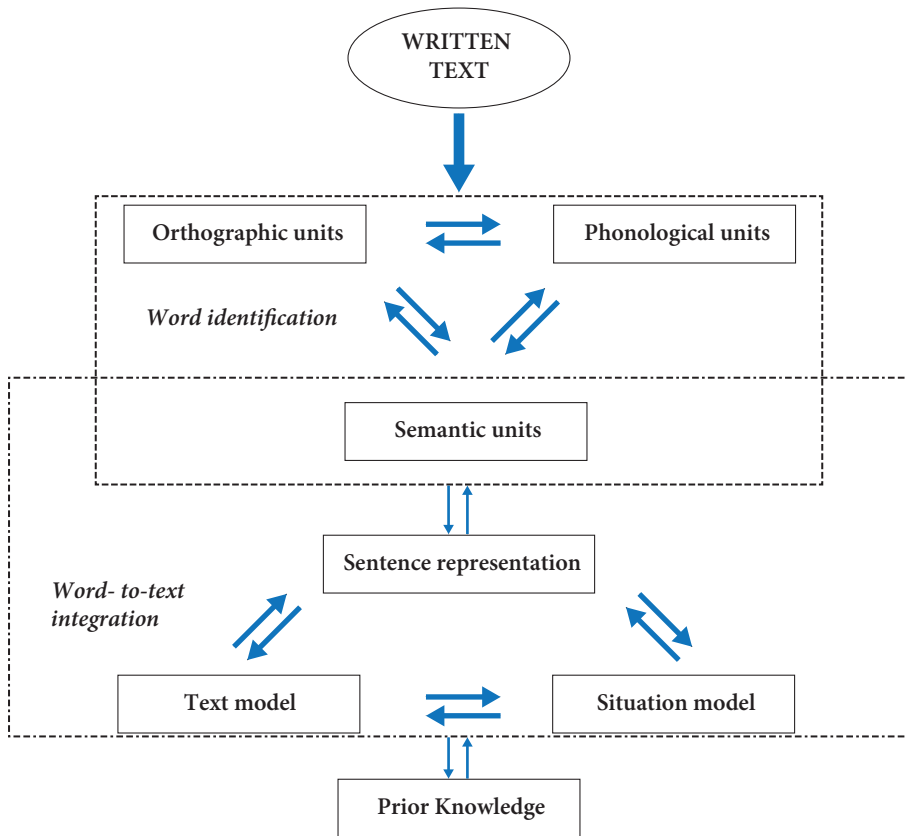 WRITTEN
TEXT
Orthographic units
Phonological units
Word identification
Semantic units
Sentence representation
Word- to-text
integration
Text model
Situation model
Prior Knowledge